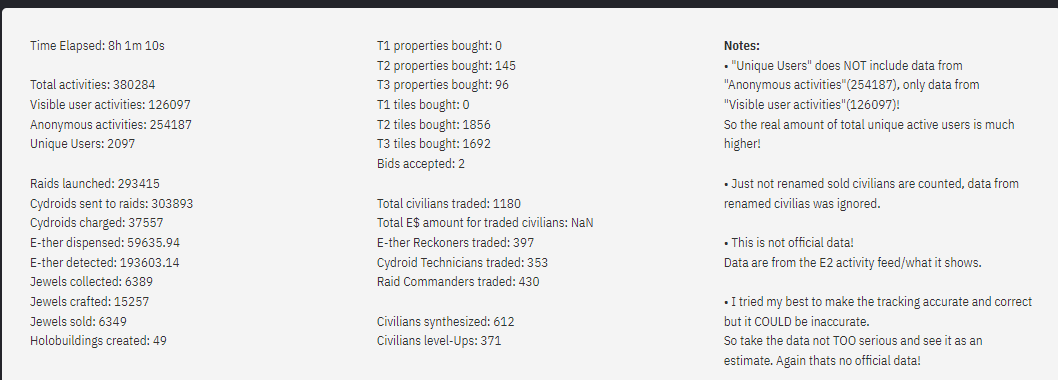 Time Elapsed: 8h 1m 10s
Total activities: 380284
Visible user activities: 126097
Anonymous activities: 254187
Unique Users: 2097
Raids launched: 293415
Cydroids sent to raids: 303893
Cydroids charged: 37557
E-ther dispensed: 59635.94
E-ther detected: 193603.14
Jewels collected: 6389
Jewels crafted: 15257
Jewels sold: 6349
Holobuildings created: 49
T1 properties bought: 0
T2 properties bought: 145
T3 properties bought: 96
T1 tiles bought: 0
T2 tiles bought: 1856
T3 tiles bought: 1692
Bids accepted: 2
Total civilians traded: 1180
Total E$ amount for traded civilians: NaN
E-ther Reckoners traded: 397
Cydroid Technicians traded: 353
Raid Commanders traded: 430
Civilians synthesized: 612
Civilians level-Ups: 371
Notes:
• "Unique Users" does NOT include data from
"Anonymous activities"(254187), only data from
"Visible user activities"(126097)!
So the real amount of total unique active users is much
higher!
• Just not renamed sold civilians are counted, data from
renamed civilias was ignored.
• This is not official data!
Data are from the E2 activity feed/what it shows.
• I tried my best to make the tracking accurate and correct
but it COULD be inaccurate.
So take the data not TOO serious and see it as an
estimate. Again thats no official data!